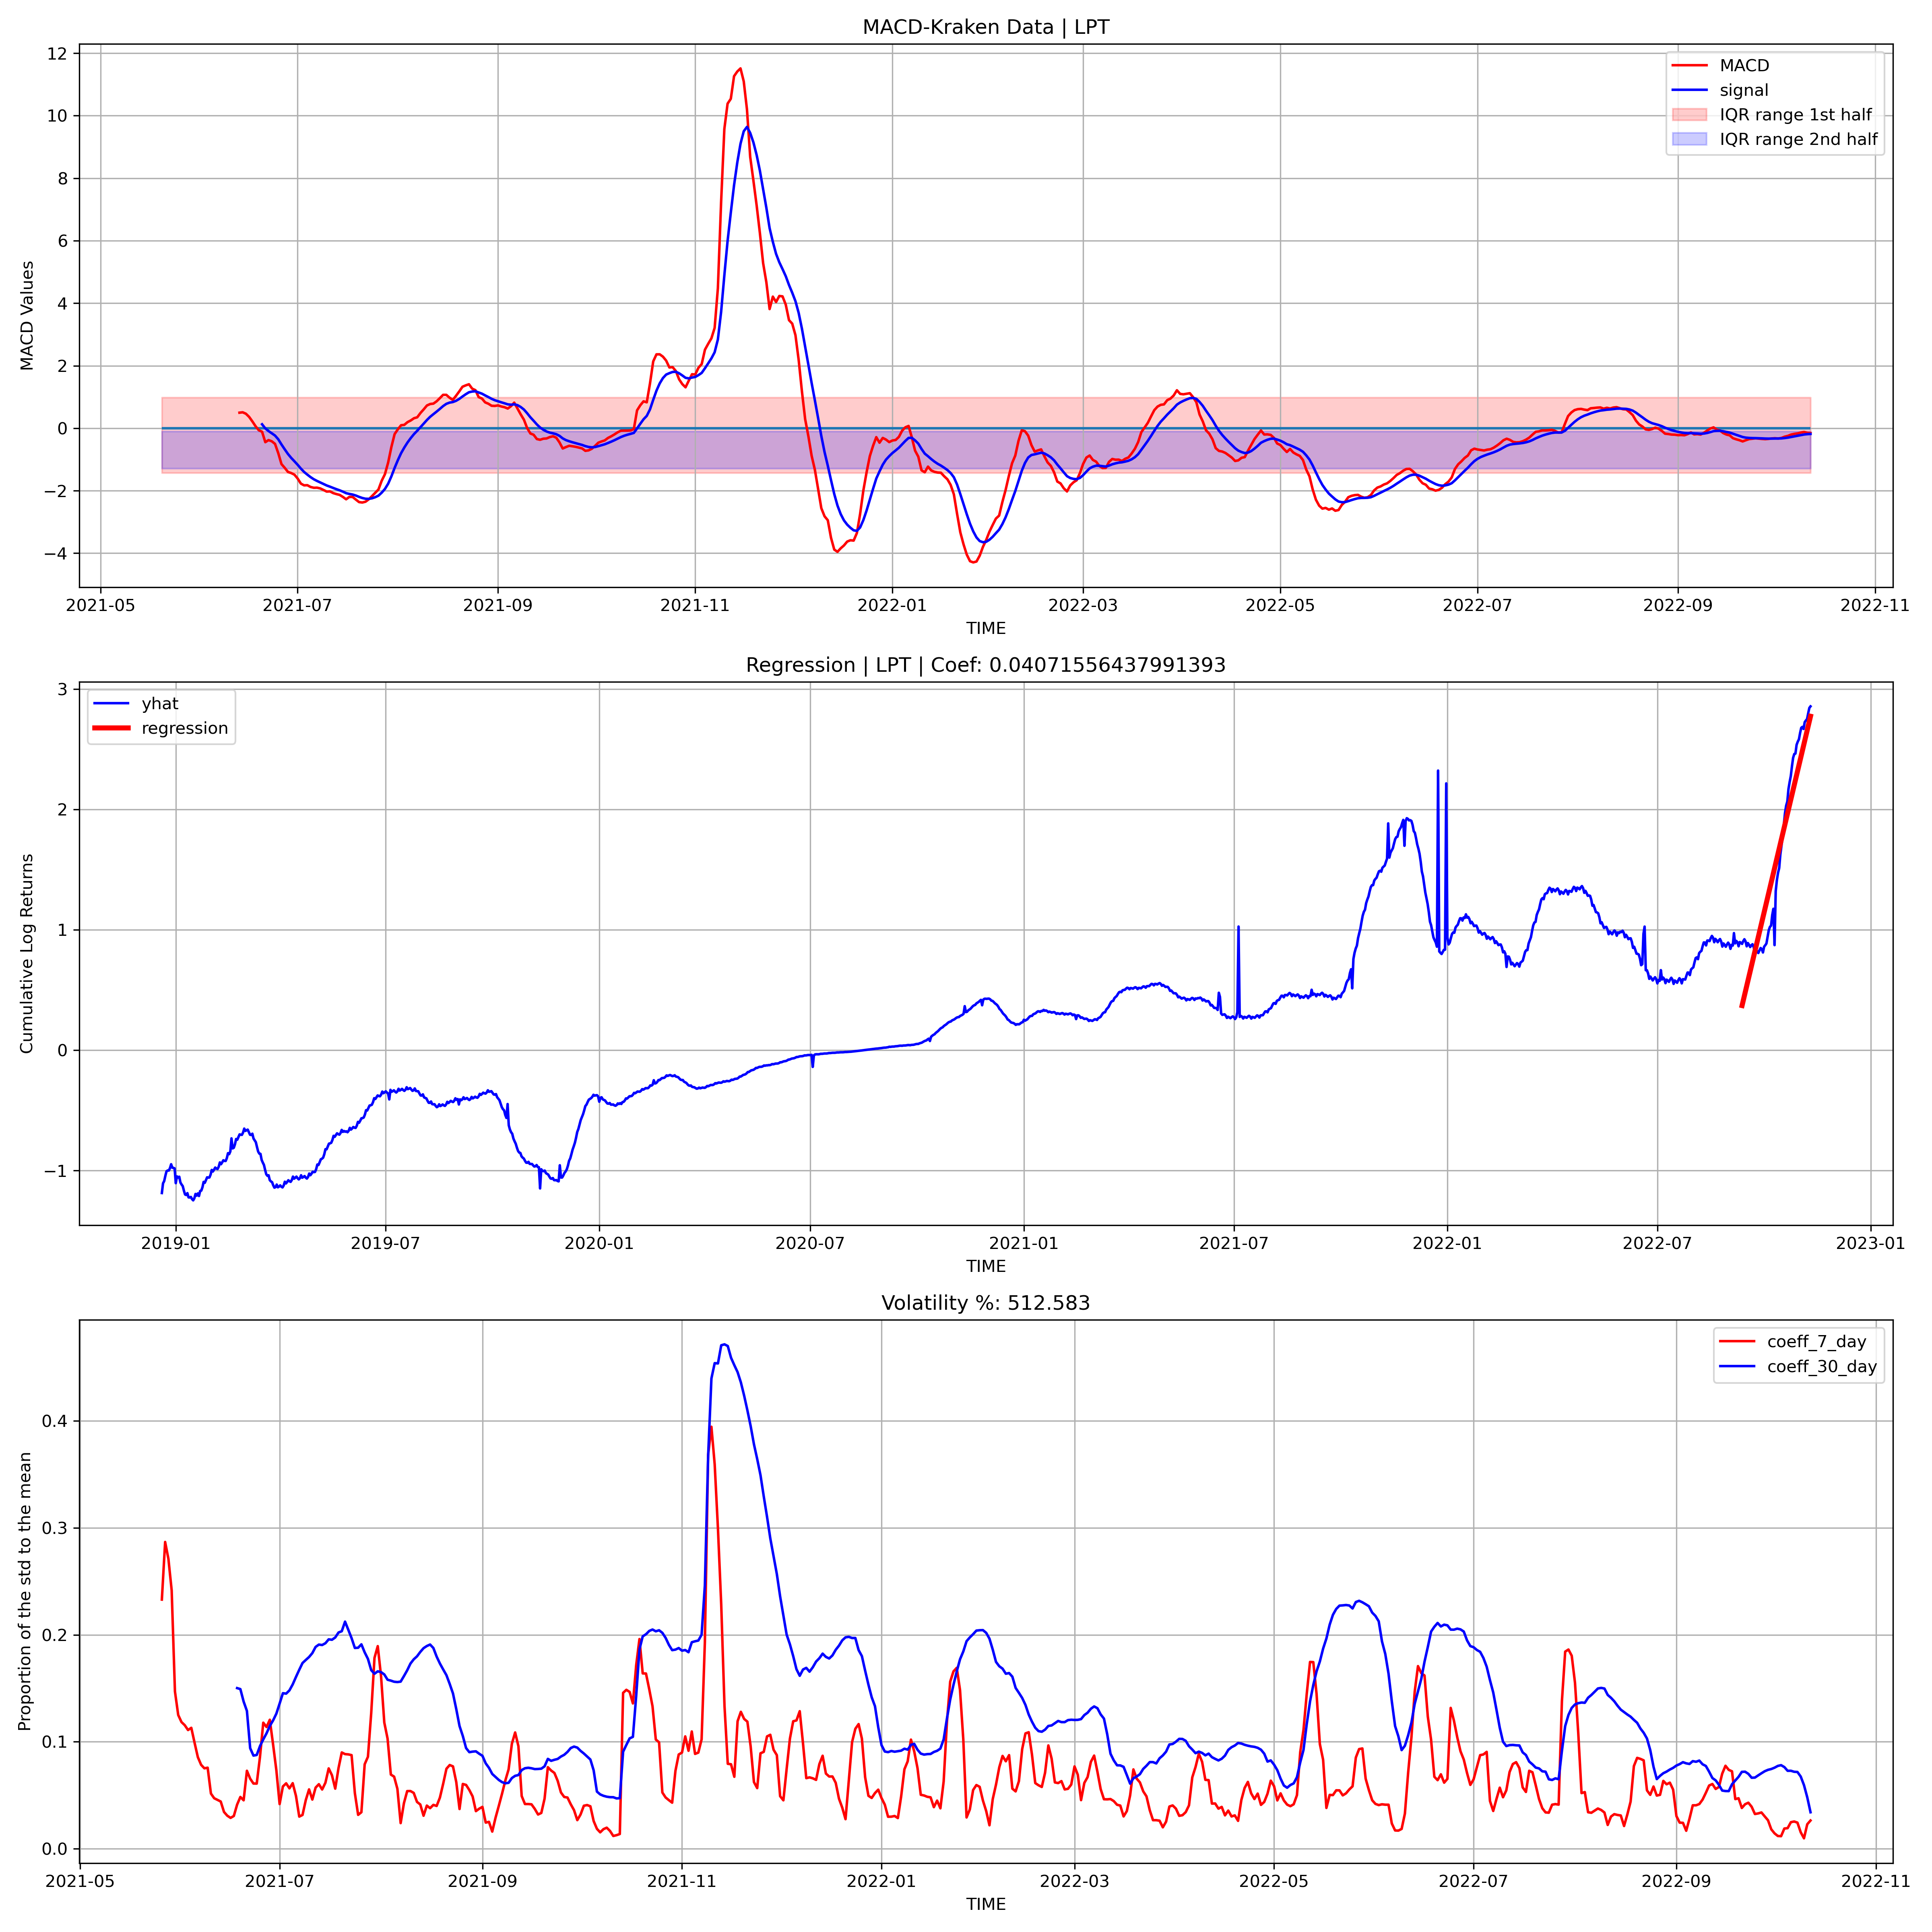 MACD-Kraken Data | LPT
12
10
8
6
4
2
0
−2
−4
MACD Values
MACD
signal
IQR range 1st half
IQR range 2nd half
2021-05
2021-07
2021-09
2021-11
2022-01
2022-03
2022-05
2022-07
2022-09
2022-11
TIME
Regression | LPT | Coef: 0.04071556437991393
3
2
1
0
−1
Cumulative Log Returns
yhat
regression
2019-01
2019-07
2020-01
2020-07
2021-01
2021-07
2022-01
2022-07
2023-01
TIME
Volatility %: 512.583
0.4
0.3
0.2
0.1
0.0
Proportion of the std to the mean
coeff_7_day
coeff_30_day
2021-05
2021-07
2021-09
2021-11
2022-01
2022-03
2022-05
2022-07
2022-09
2022-11
TIME